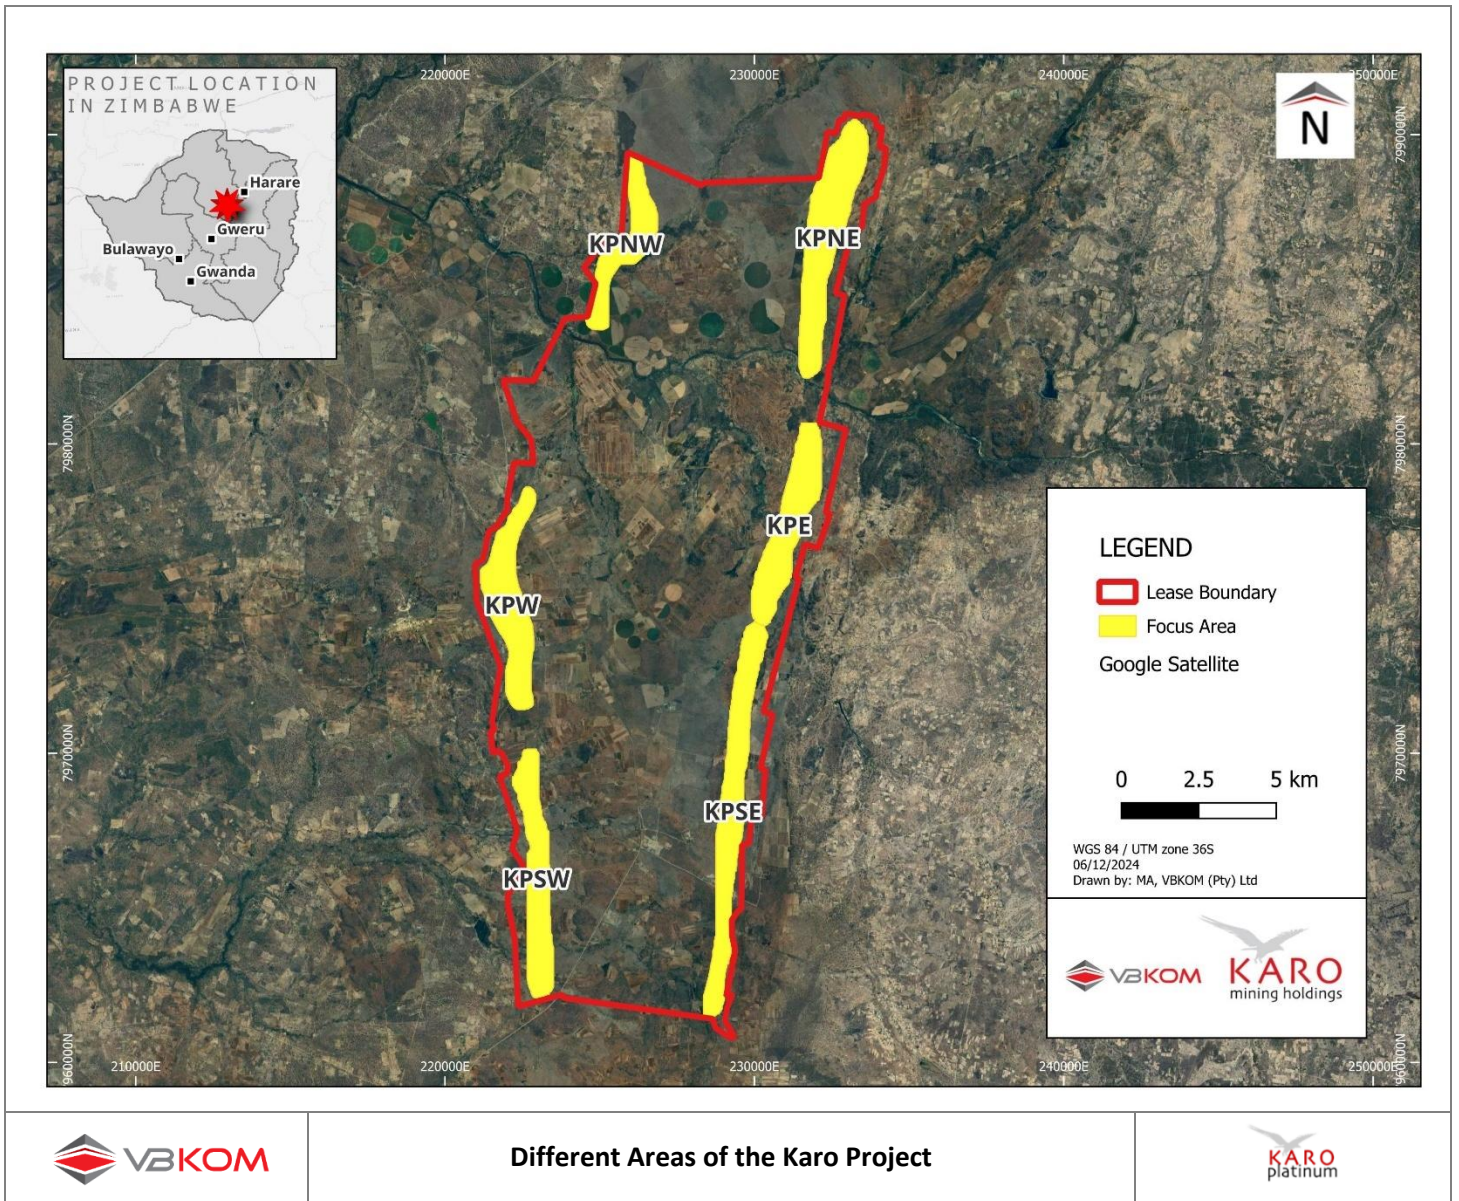 PROJECT LOCATION
IN ZIMBABWE
Harare
Gweru
Bulawayo
Gwanda
220000E
230000E
240000E
250000E
N
7990000N
KPNW
KPNE
7980000N
7980000N
KPE
KPW
LEGEND
Lease Boundary
Focus Area
Google Satellite
7970000N
7970000N
0 2.5 5 km
KPSE
KPSW
WGS 84 / UTM zone 36S
06/12/2024
Drawn by: MA, VBKOM (Pty) Ltd
VBKOM
KARO
mining holdings
960000N
960000N
210000E
220000E
230000E
240000E
250000E
VBKOM
Different Areas of the Karo Project
KARO
platinum